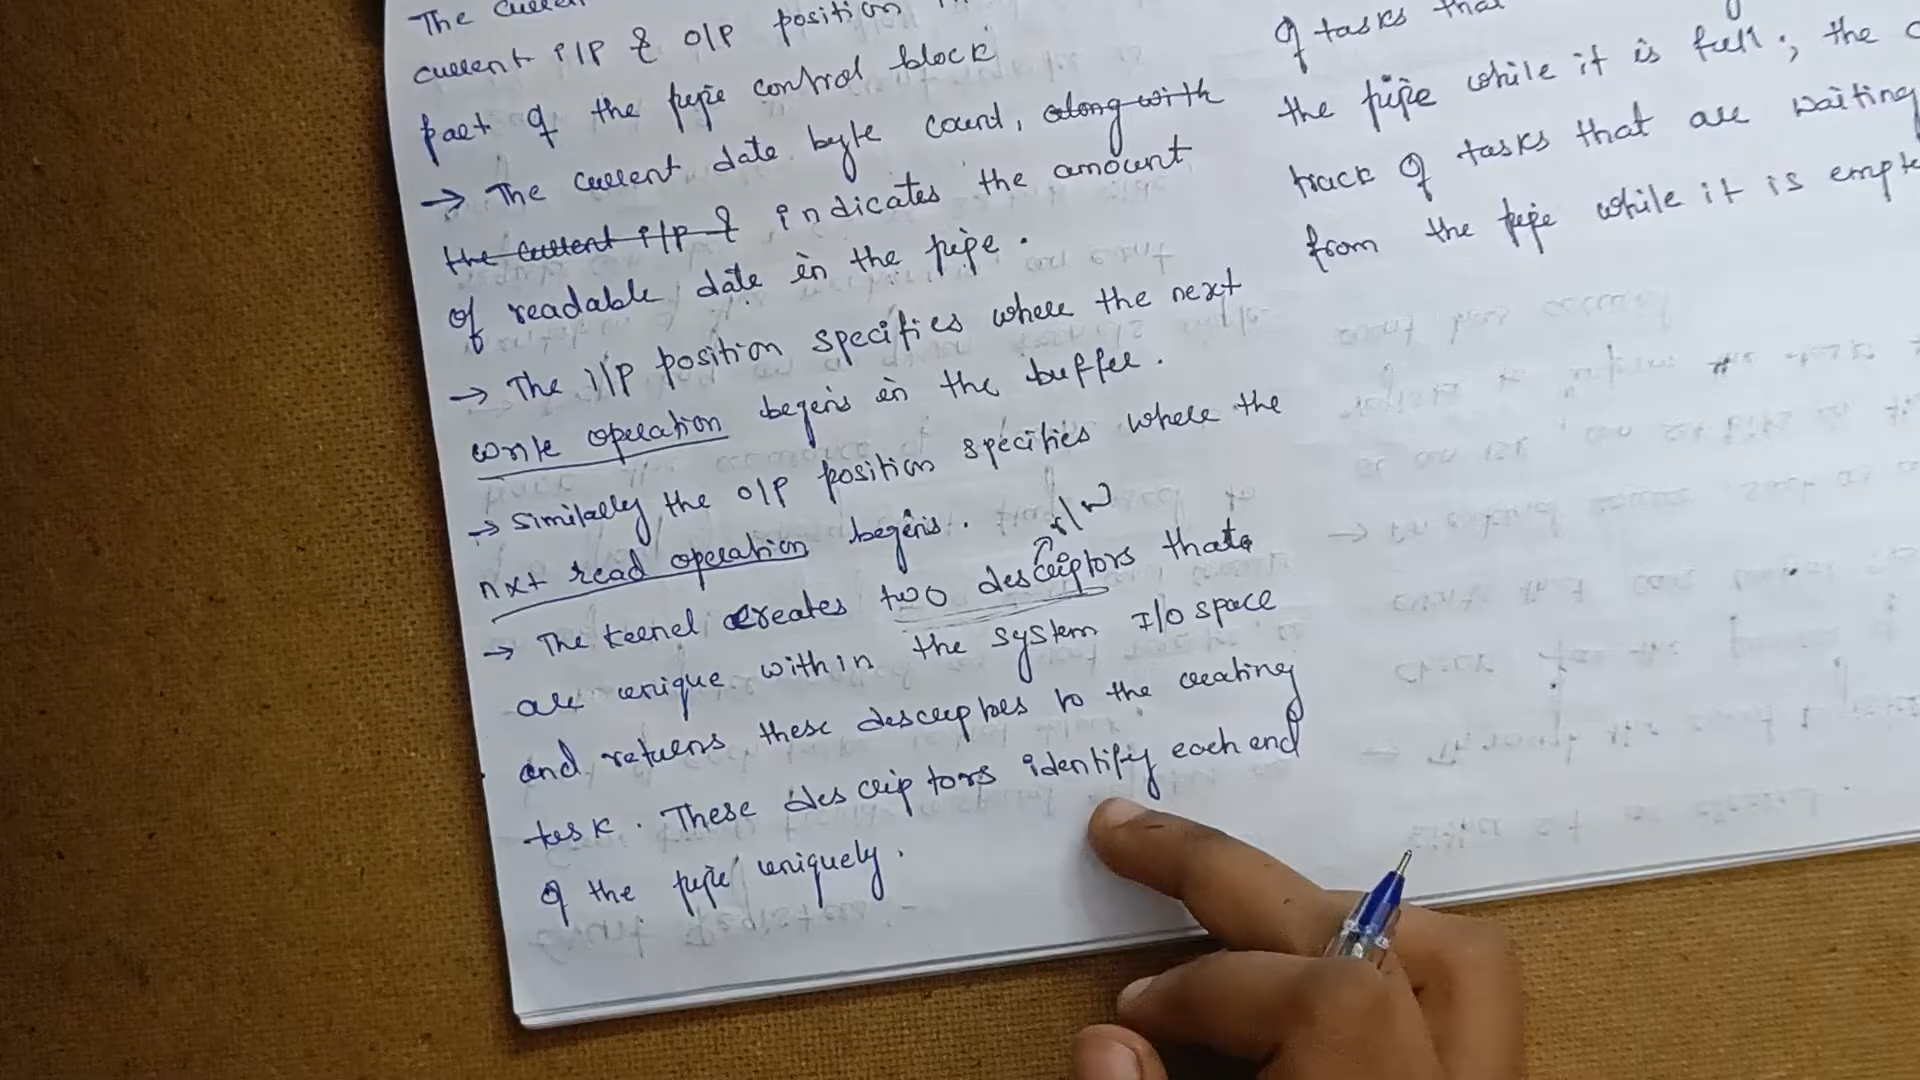 The
current i/p & o/p position
part of the pipe control block
→ The current date byte cound, along with
the current i/p & indicates the amount
of readable date in the pipe.
→ The i/p position specifies where the next
write operation begins in the buffer.
→ Similarly the o/p position specifies where the
nxt read operation begins.
r/w
→ The kernel creates two descriptors that
are unique within the system I/o space
and returns these descriptors to the creating
task. These descriptors identify each end
of the pipe uniquely.
of tasks that
the pipe while it is full; the
track of tasks that are waiting
from the pipe while it is